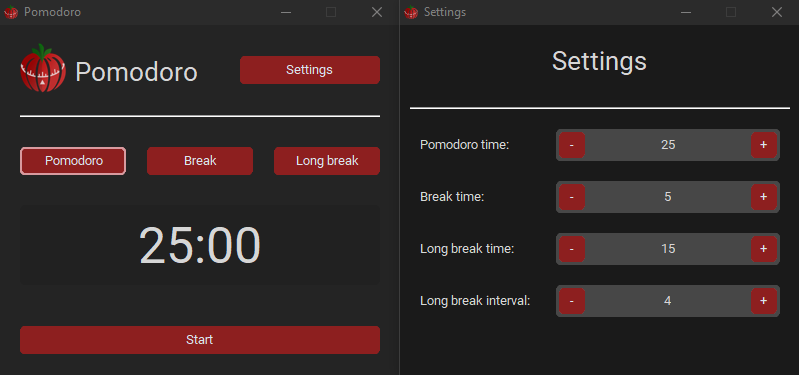 Pomodoro
Pomodoro
Settings
Pomodoro
Break
Long break
25:00
Start
Settings
Settings
Pomodoro time:
- 25 +
Break time:
- 5 +
Long break time:
- 15 +
Long break interval:
- 4 +